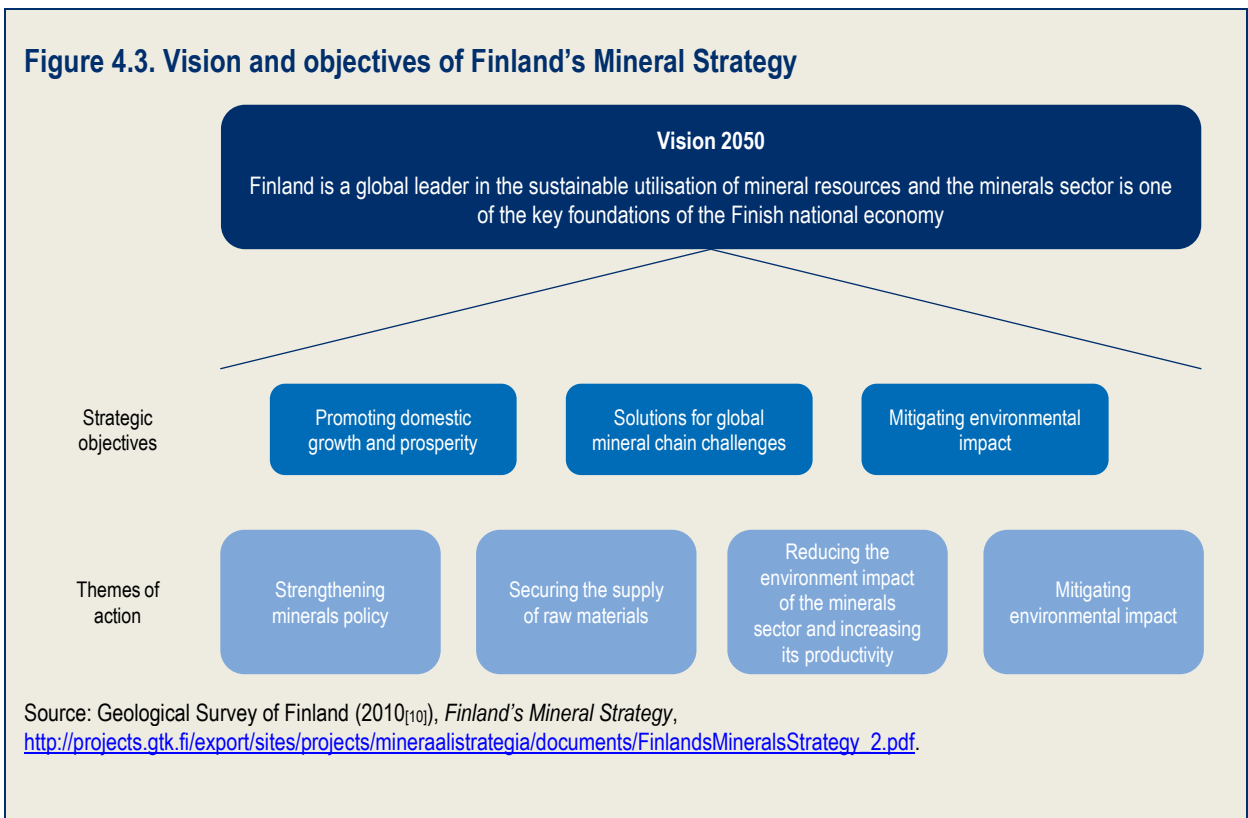 Figure 4.3. Vision and objectives of Finland's Mineral Strategy
Vision 2050
Finland is a global leader in the sustainable utilisation of mineral resources and the minerals sector is one
of the key foundations of the Finish national economy
Strategic
objectives
Promoting domestic
growth and prosperity
Solutions for global
mineral chain challenges
Mitigating environmental
impact
Themes of
action
Strengthening
minerals policy
Securing the supply
of raw materials
Reducing the
environment impact
of the minerals
sector and increasing
its productivity
Mitigating
environmental impact
Source: Geological Survey of Finland (2010[10]), Finland's Mineral Strategy,
http://projects.gtk.fi/export/sites/projects/mineraalistrategia/documents/FinlandsMineralsStrategy_2.pdf.